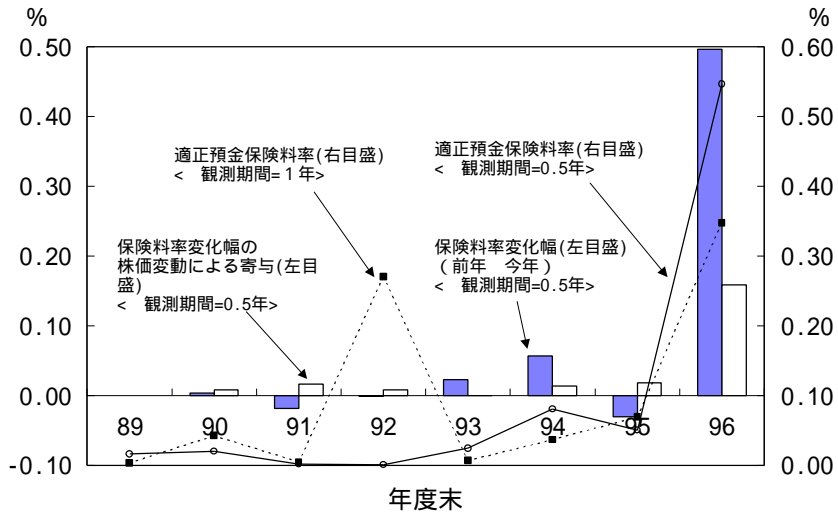 % %
0.50 0.60
0.40 0.50
0.30 0.40
0.20 0.30
0.10 0.20
0.00 0.10
-0.10 0.00
適正預金保険料率(右目盛)
< 観測期間=１年>
適正預金保険料率(右目盛)
< 観測期間=0.5年>
保険料率変化幅の
株価変動による寄与(左目
盛)
< 観測期間=0.5年>
保険料率変化幅(左目盛)
（前年 今年）
< 観測期間=0.5年>
89 90 91 92 93 94 95 96
年度末